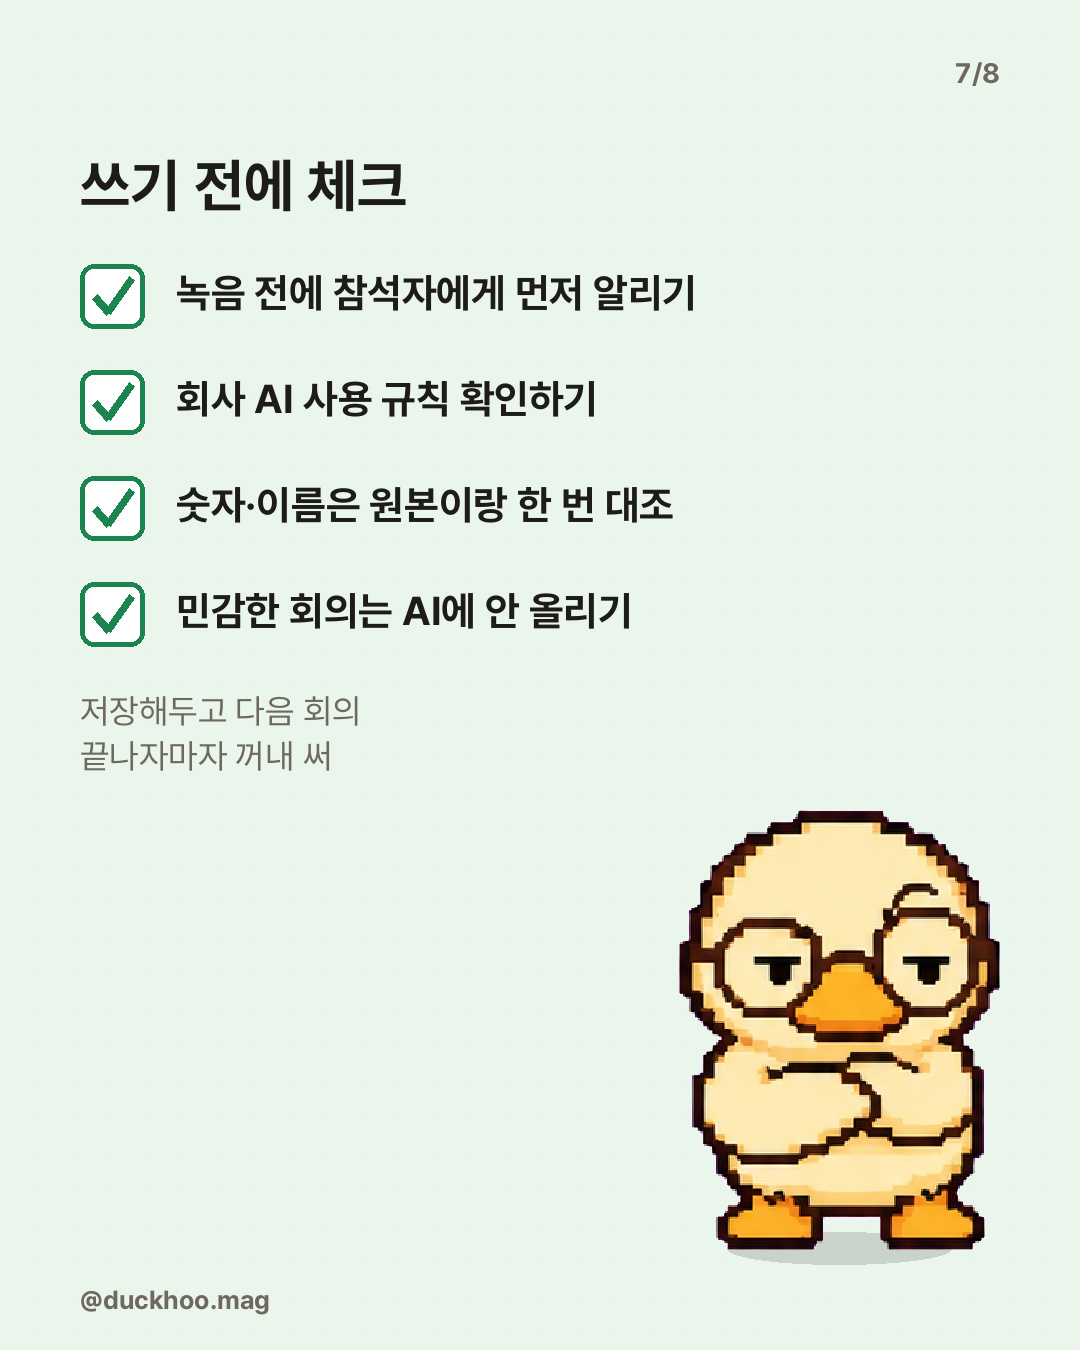 7/8
쓰기 전에 체크
녹음 전에 참석자에게 먼저 알리기
회사 AI 사용 규칙 확인하기
숫자·이름은 원본이랑 한 번 대조
민감한 회의는 AI에 안 올리기
저장해두고 다음 회의
끝나자마자 꺼내 써
@duckhoo.mag